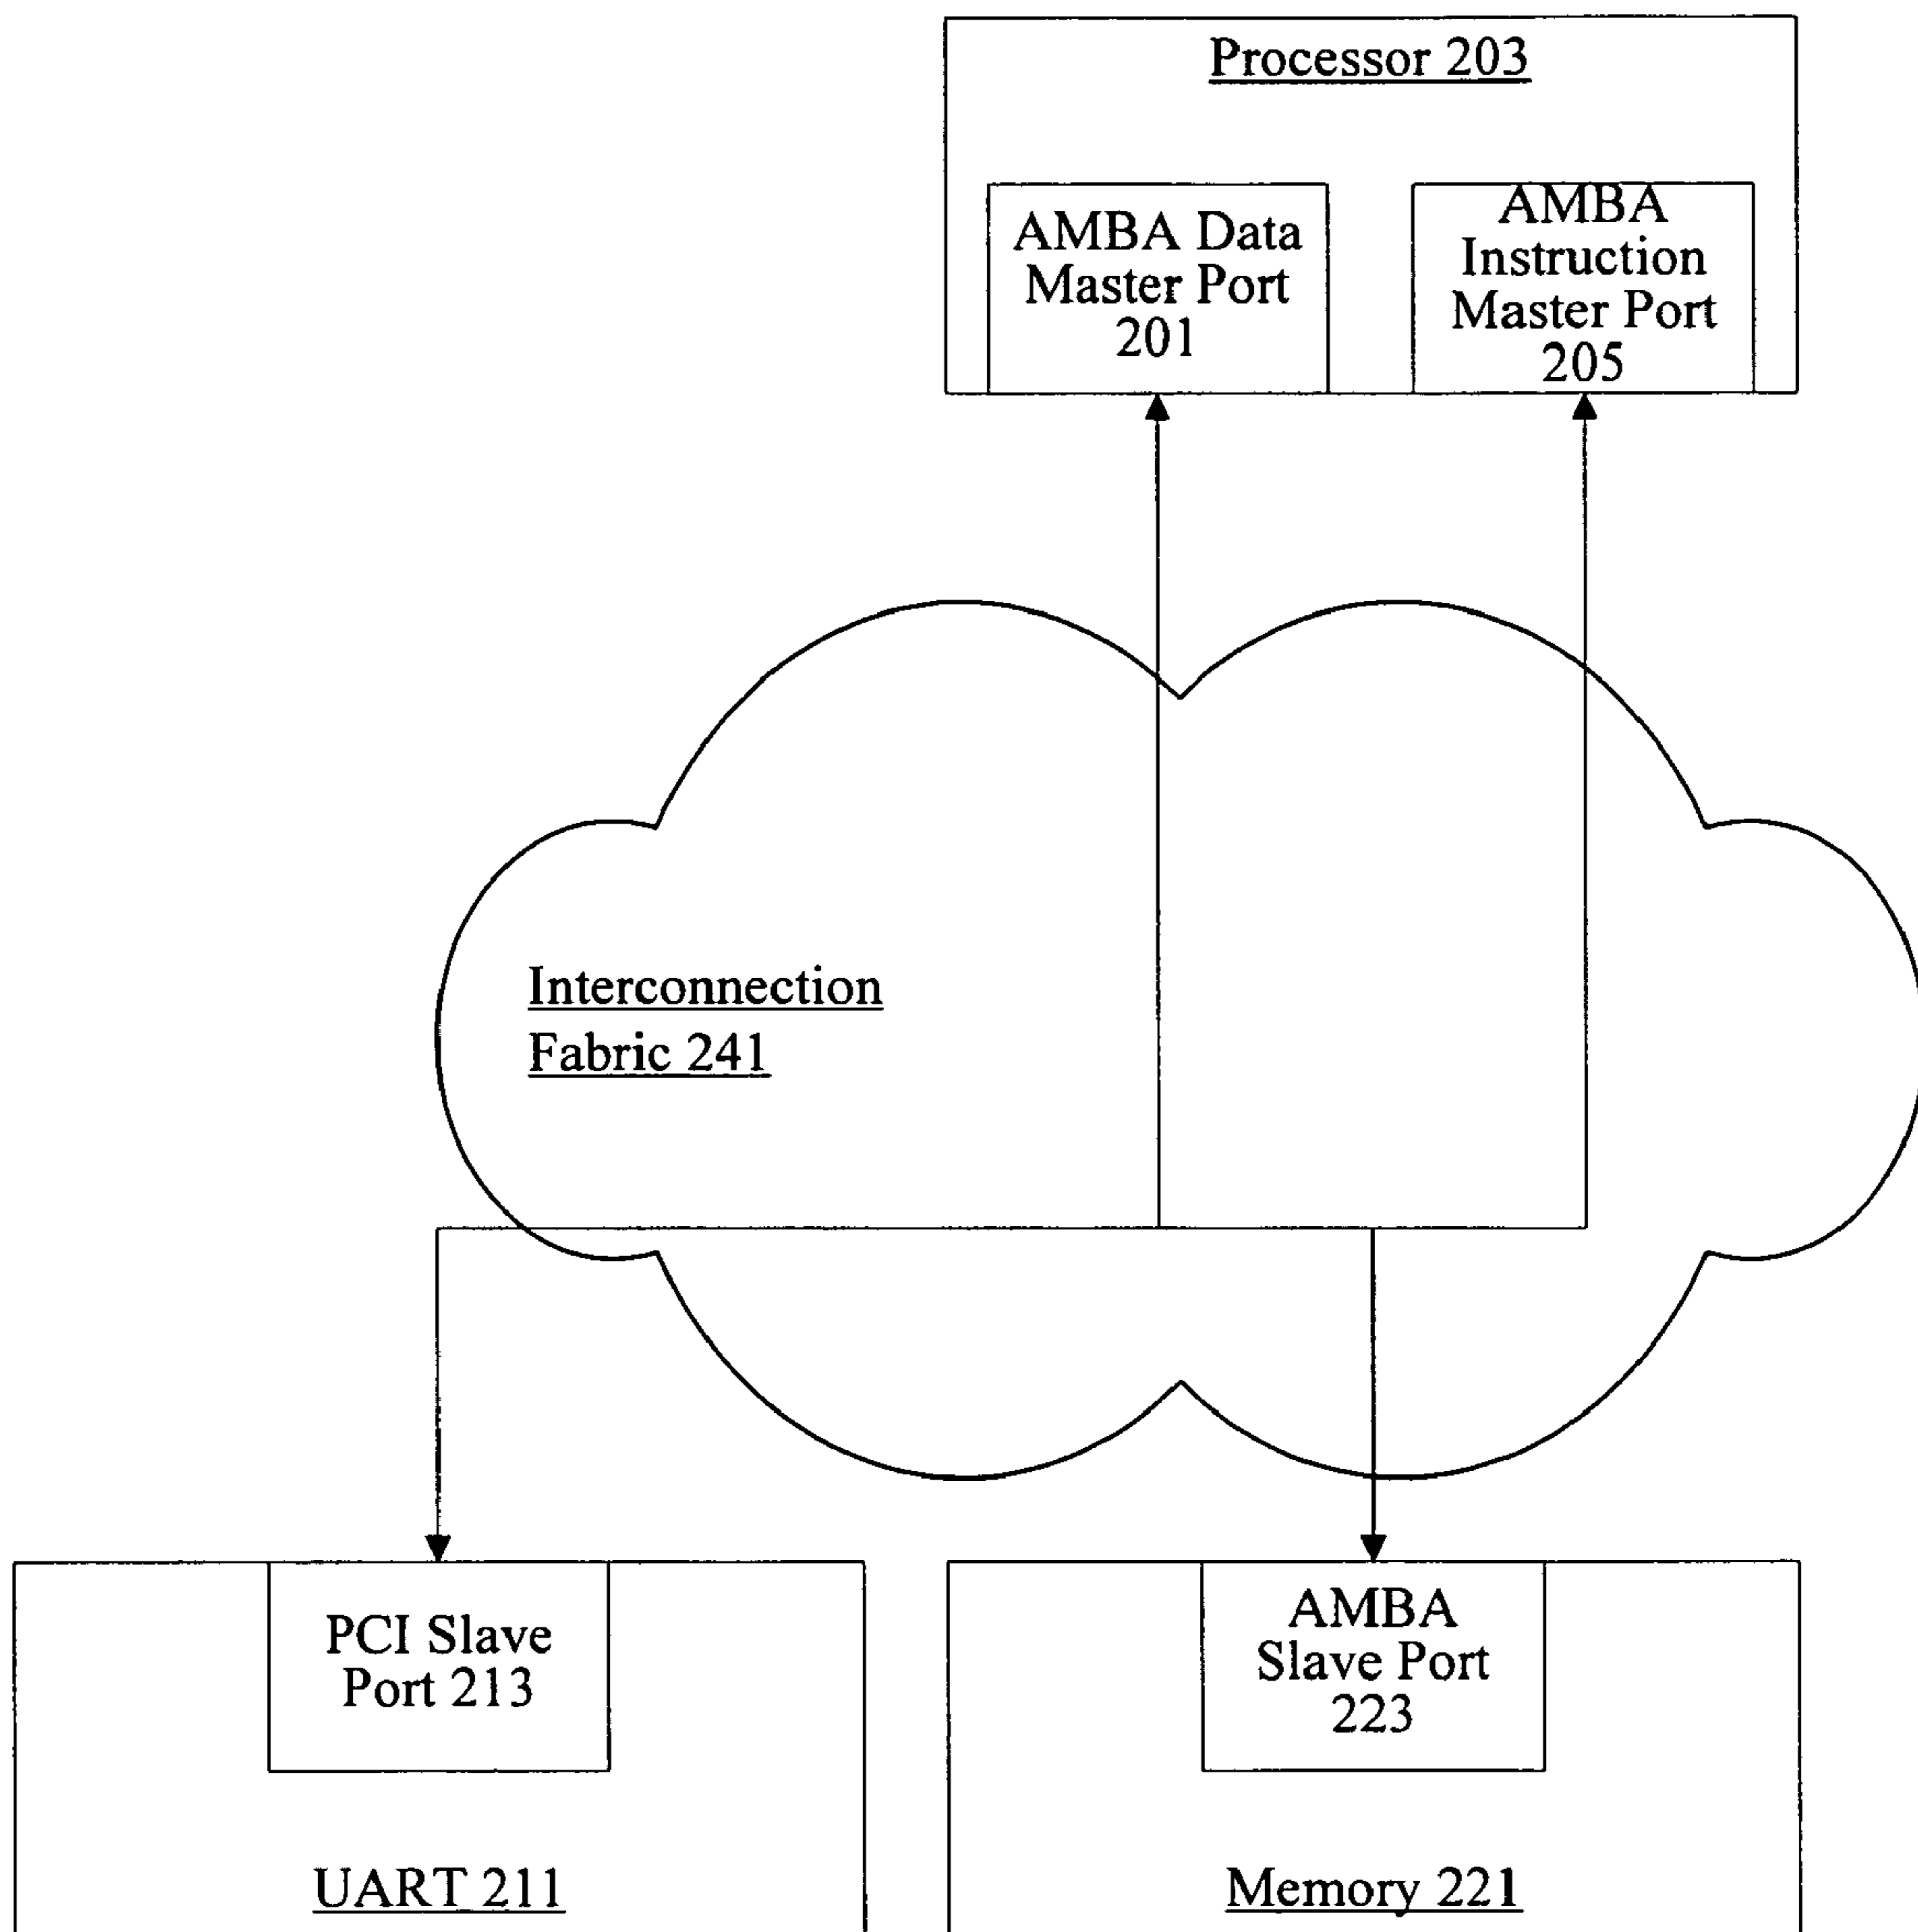 Processor 203
AMBA Data
Master Port
201
AMBA
Instruction
Master Port
205
Interconnection
Fabric 241
PCI Slave
Port 213
UART 211
AMBA
Slave Port
223
Memory 221